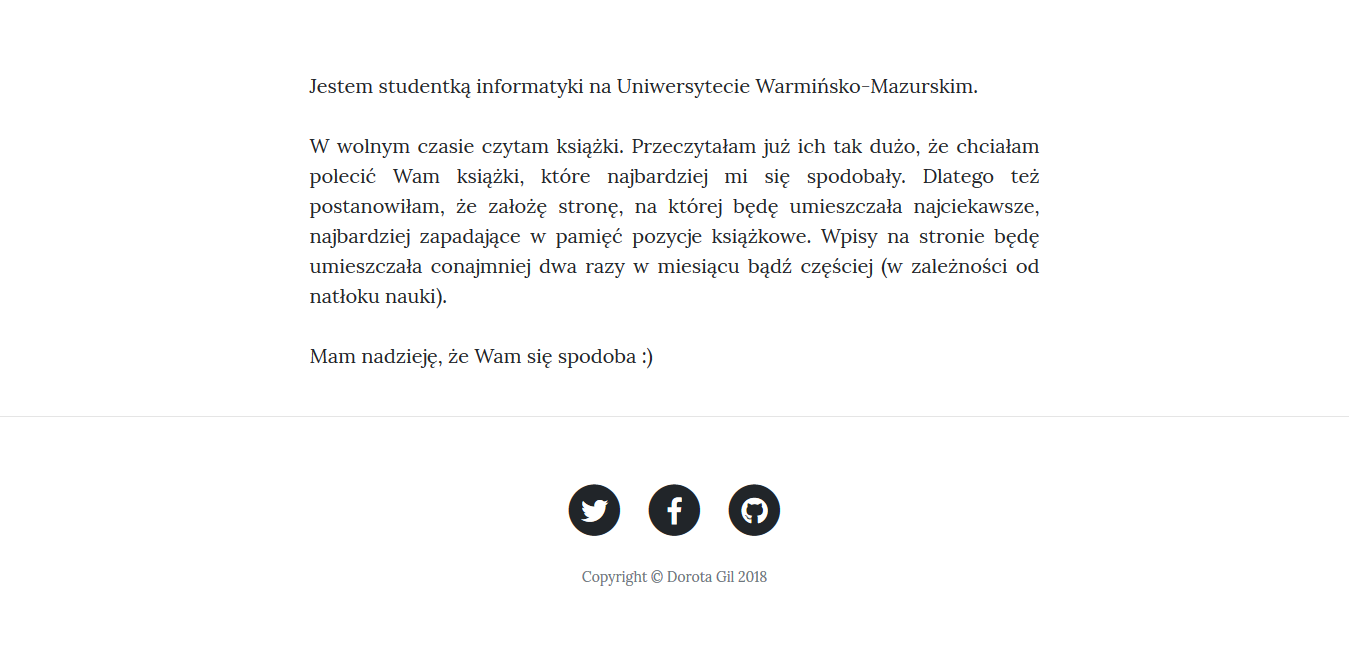 Jestem studentką informatyki na Uniwersytecie Warmińsko-Mazurskim.
W wolnym czasie czytam książki. Przeczytałam już ich tak dużo, że chciałam
polecić Wam książki, które najbardziej mi się spodobały. Dlatego też
postanowiłam, że założę stronę, na której będę umieszczała najciekawsze,
najbardziej zapadające w pamięć pozycje książkowe. Wpisy na stronie będę
umieszczała conajmniej dwa razy w miesiącu bądź częściej (w zależności od
natłoku nauki).
Mam nadzieję, że Wam się spodoba :)
Copyright © Dorota Gil 2018